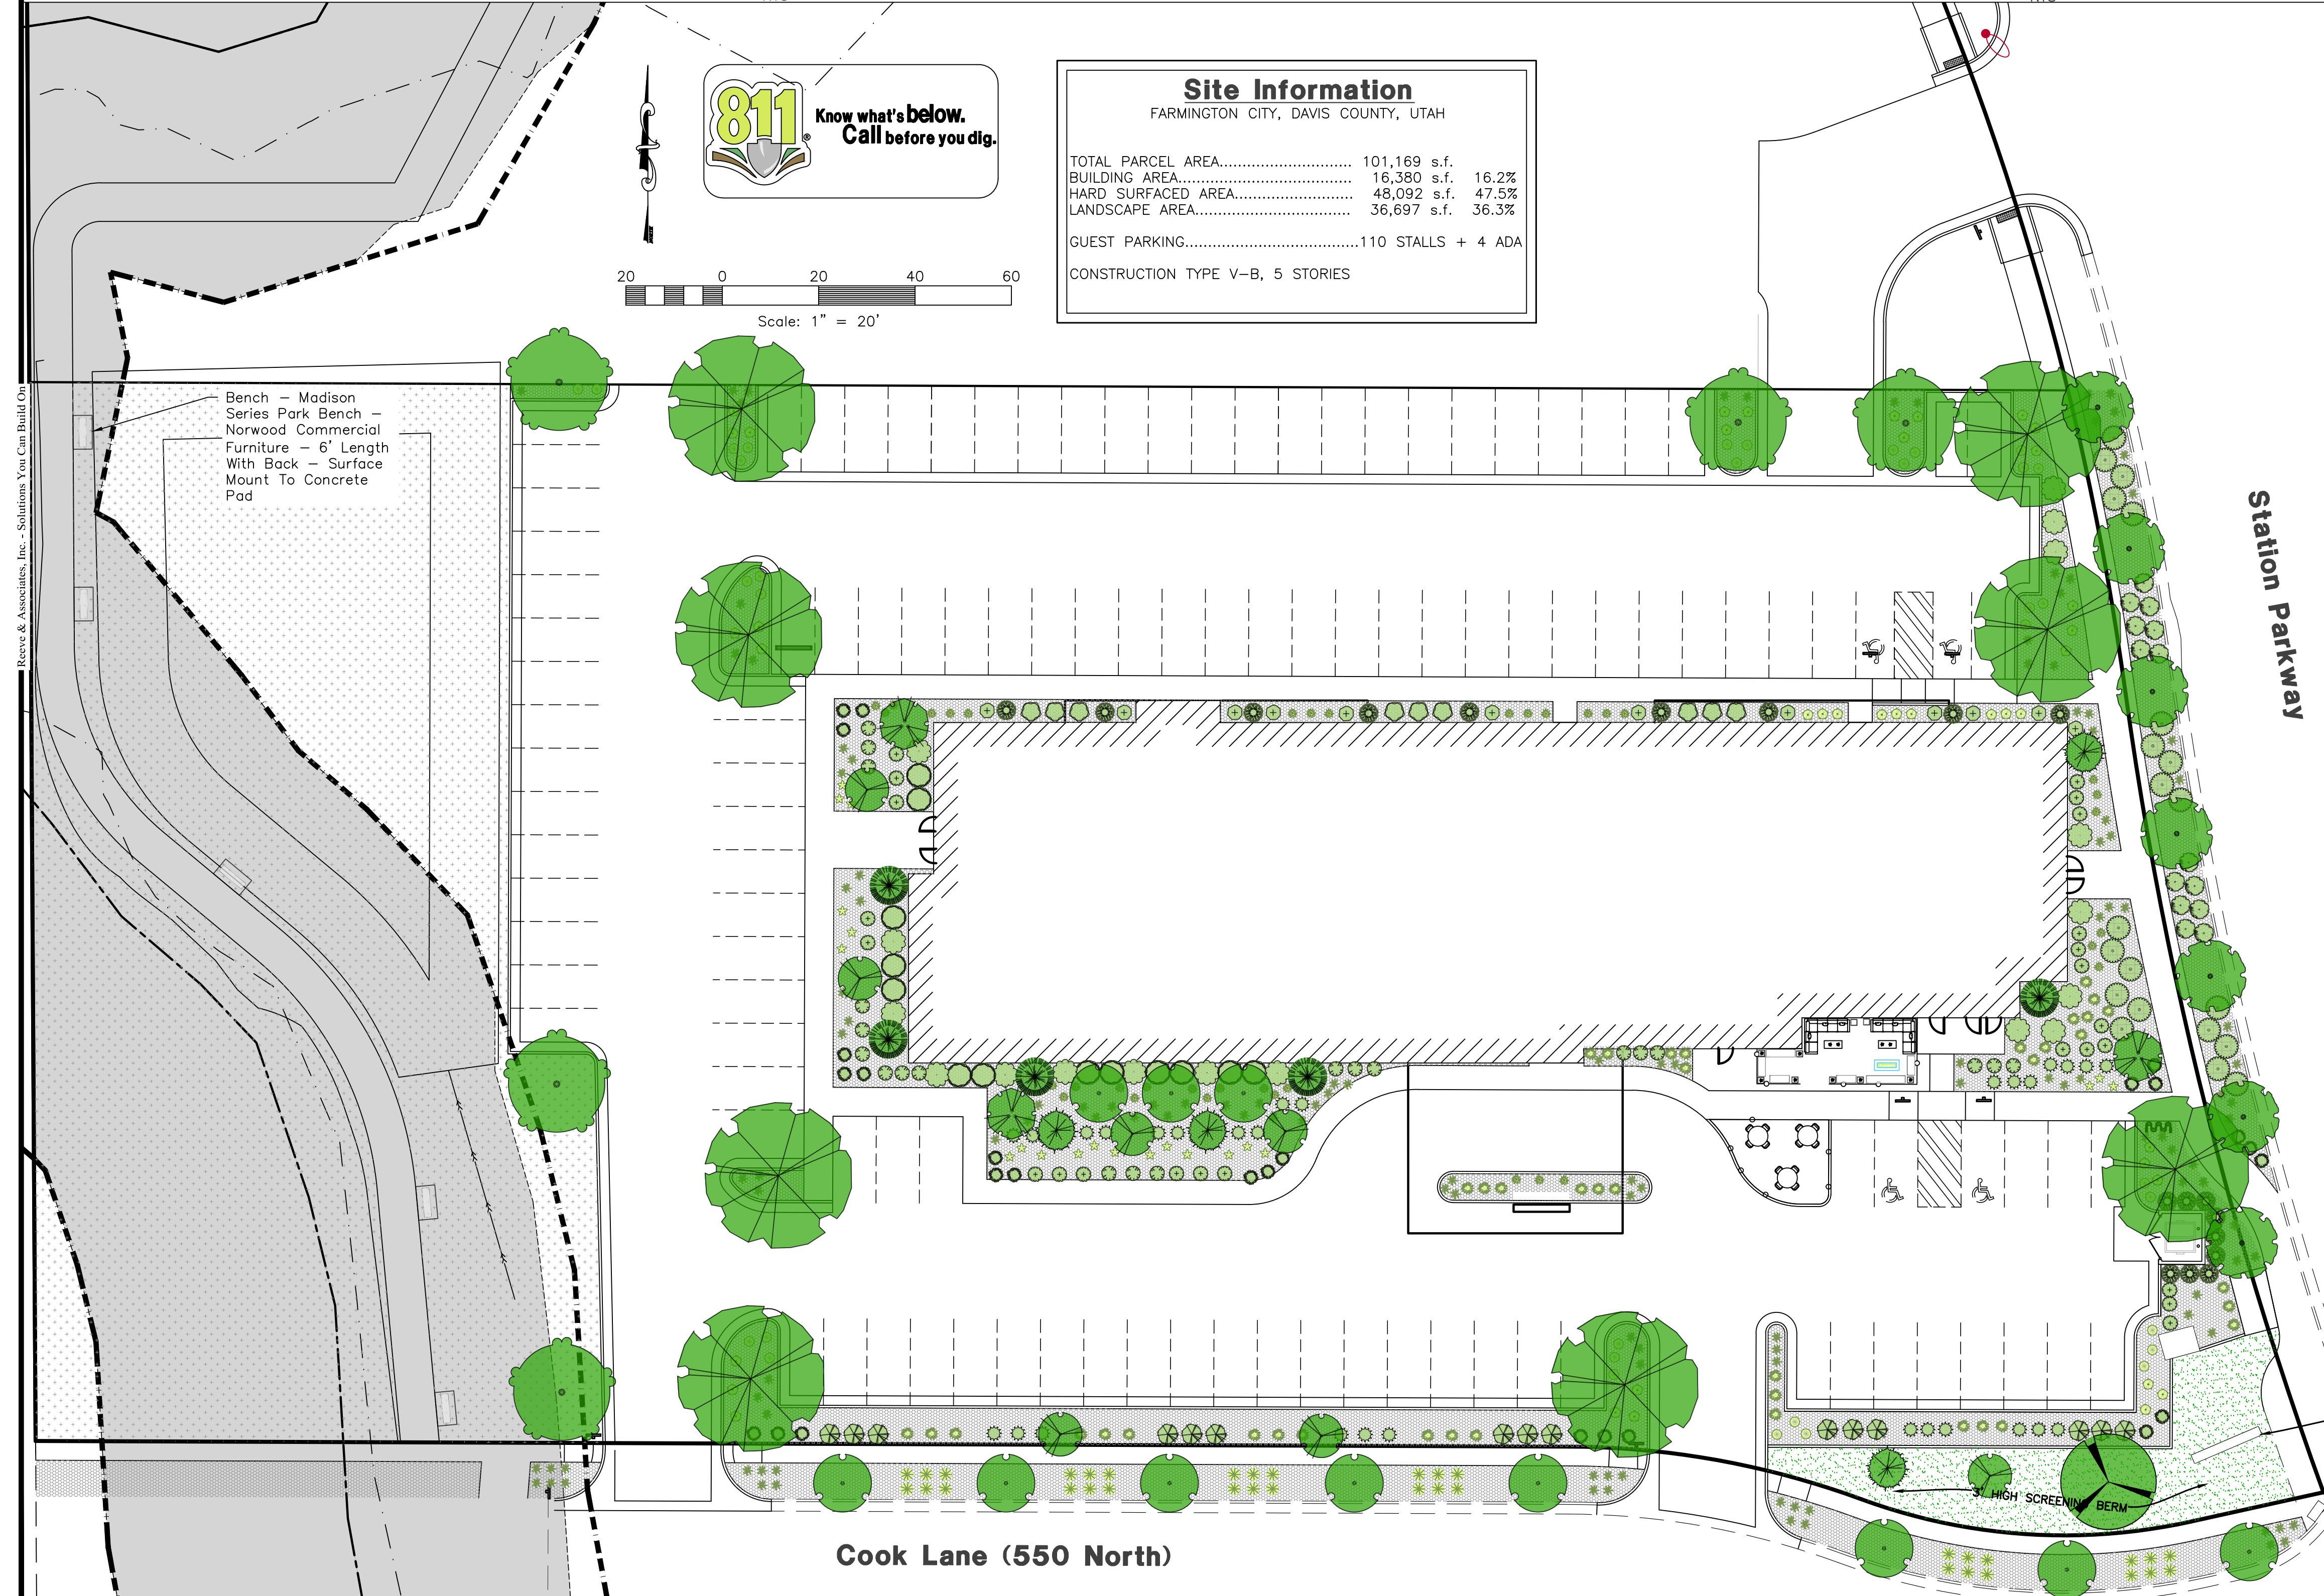 811®
Know what's below.
Call before you dig.
Site Information
FARMINGTON CITY, DAVIS COUNTY, UTAH
TOTAL PARCEL AREA............................. 101,169 s.f.
BUILDING AREA..................................... 16,380 s.f. 16.2%
HARD SURFACED AREA.......................... 48,092 s.f. 47.5%
LANDSCAPE AREA.................................. 36,697 s.f. 36.3%
GUEST PARKING......................................110 STALLS + 4 ADA
CONSTRUCTION TYPE V-B, 5 STORIES
20 0 20 40 60
Scale: 1" = 20'
Bench - Madison
Series Park Bench -
Norwood Commercial
Furniture - 6' Length
With Back - Surface
Mount To Concrete
Pad
Reeve & Associates, Inc. - Solutions You Can Build On
Station Parkway
3' HIGH SCREENING BERM
Cook Lane (550 North)